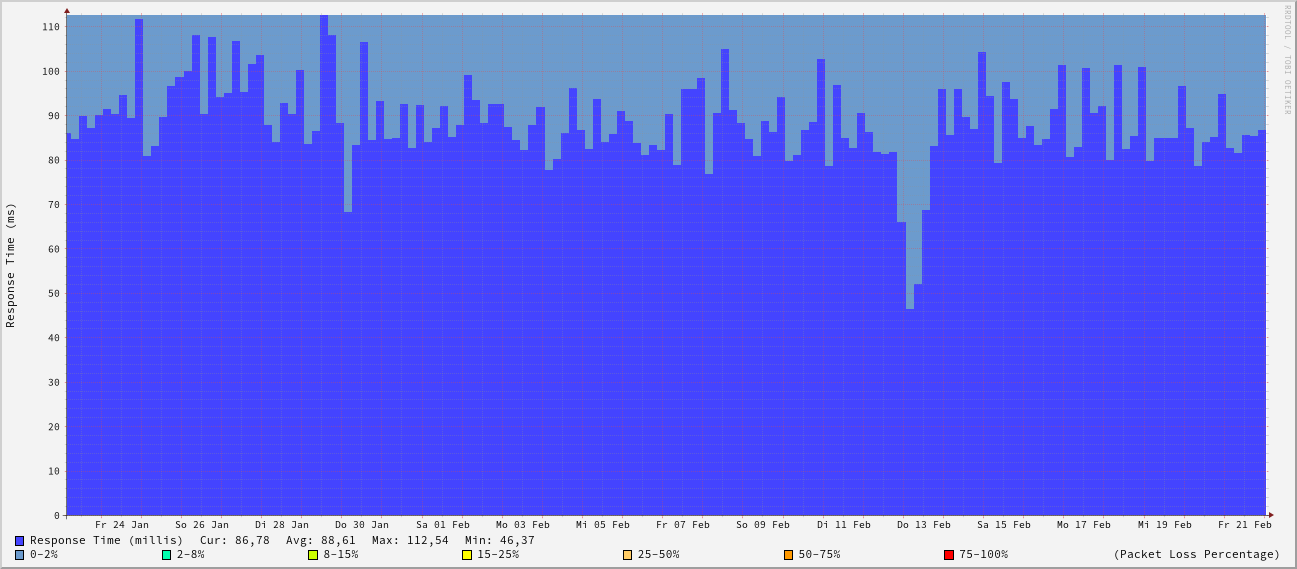 RRDTOOL / TOBI OETIKER
Response Time (ms)
110
100
90
80
70
60
50
40
30
20
10
0
Fr 24 Jan So 26 Jan Di 28 Jan Do 30 Jan Sa 01 Feb Mo 03 Feb Mi 05 Feb Fr 07 Feb So 09 Feb Di 11 Feb Do 13 Feb Sa 15 Feb Mo 17 Feb Mi 19 Feb Fr 21 Feb
Response Time (millis) Cur: 86,78 Avg: 88,61 Max: 112,54 Min: 46,37
0-2% 2-8% 8-15% 15-25% 25-50% 50-75% 75-100% (Packet Loss Percentage)